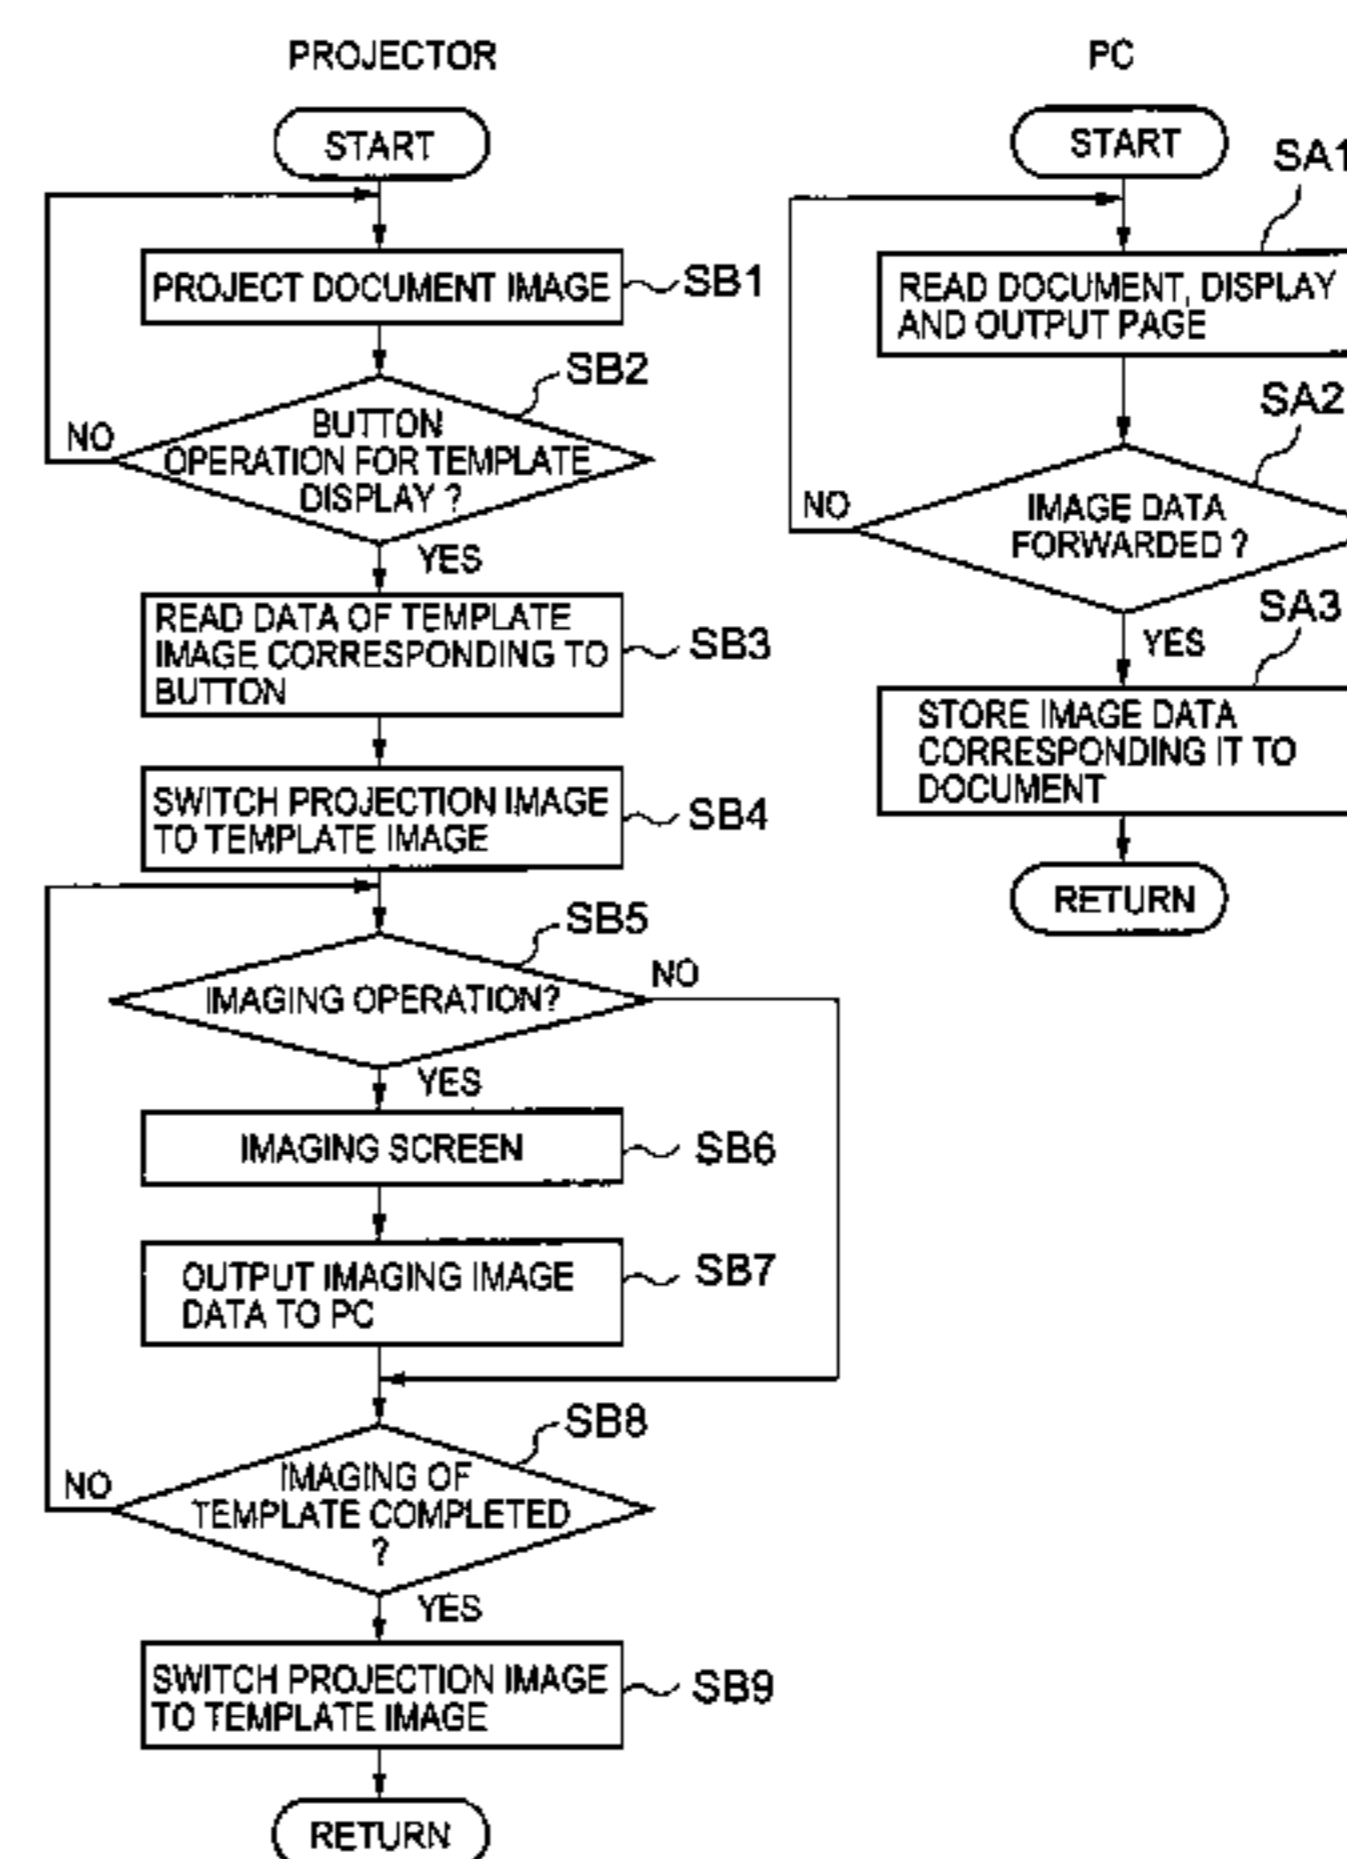 PROJECTOR
START
PROJECT DOCUMENT IMAGE
SB1
SB2
BUTTON
OPERATION FOR TEMPLATE
DISPLAY ?
NO
YES
READ DATA OF TEMPLATE
IMAGE CORRESPONDING TO
BUTTON
SB3
SWITCH PROJECTION IMAGE
TO TEMPLATE IMAGE
SB4
SB5
IMAGING OPERATION?
NO
YES
IMAGING SCREEN
SB6
OUTPUT IMAGING IMAGE
DATA TO PC
SB7
SB8
IMAGING OF
TEMPLATE COMPLETED
?
NO
YES
SWITCH PROJECTION IMAGE
TO TEMPLATE IMAGE
SB9
RETURN
PC
START
SA1
READ DOCUMENT, DISPLAY
AND OUTPUT PAGE
SA2
IMAGE DATA
FORWARDED ?
NO
YES
SA3
STORE IMAGE DATA
CORRESPONDING IT TO
DOCUMENT
RETURN